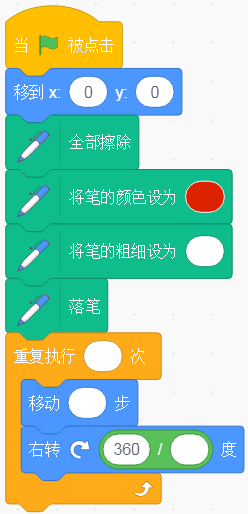 当 被点击
移到 x: 0 y: 0
全部擦除
将笔的颜色设为
将笔的粗细设为
落笔
重复执行 次
移动 步
右转 360 / 度